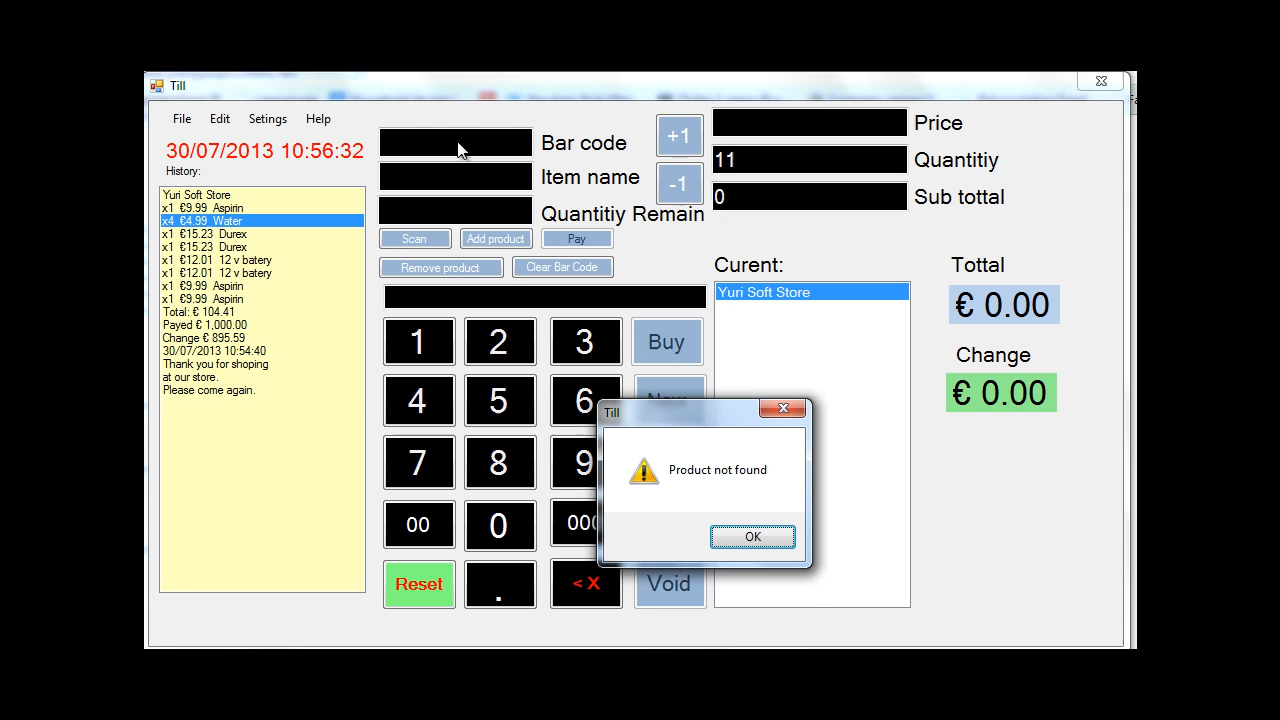 Till
File Edit Setings Help
30/07/2013 10:56:32
History:
Yuri Soft Store
x1 €9.99 Aspirin
x4 €4.99 Water
x1 €15.23 Durex
x1 €15.23 Durex
x1 €12.01 12 v batery
x1 €12.01 12 v batery
x1 €9.99 Aspirin
x1 €9.99 Aspirin
Total: € 104.41
Payed € 1,000.00
Change € 895.59
30/07/2013 10:54:40
Thank you for shoping
at our store.
Please come again.
Bar code
Item name
Quantitiy Remain
+1
-1
Price
11 Quantitiy
0 Sub tottal
Scan Add product Pay
Remove product Clear Bar Code
1 2 3 Buy
4 5 6
7 8 9
00 0 000
Reset . < X Void
Curent:
Yuri Soft Store
Tottal
€ 0.00
Change
€ 0.00
Till
Product not found
OK